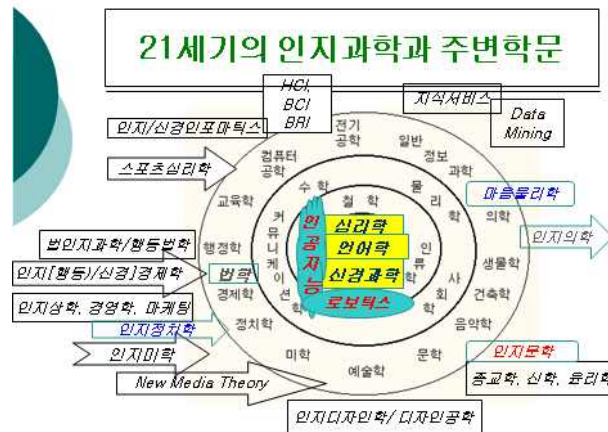 21세기의 인지과학과 주변학문
HCI,
BCI
BRI
지식서비스
Data
Mining
인지/신경인포마틱스
전기
공학
일반
정보
과학
컴퓨터
공학
스포츠심리학
수 학
철 학
물
리
학
교육학
마음물리학
의학
커
뮤
니
케
이
션
학
인
공
지
능
심리학
언어학
신경과학
로보틱스
인
류
학
사
회
학
법인지과학/행동법학
행정학
인지의학
인지[행동]/신경]경제학
법학
생물학
경제학
건축학
인지상학, 경영학, 마케팅
인지정치학
정치학
음악학
인지미학
미학
예술학
문학
인지문학
New Media Theory
종교학, 신학, 윤리학
인지디자인학/ 디자인공학